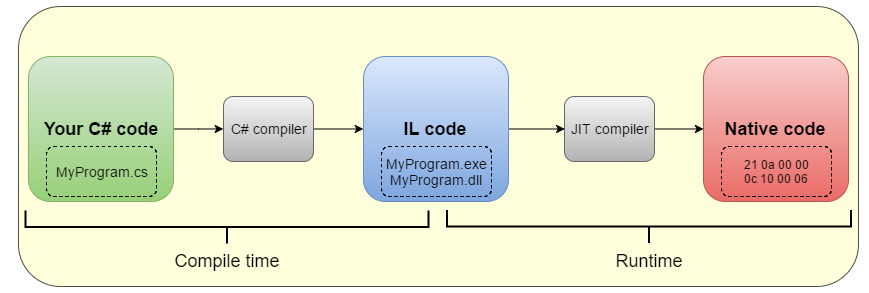 Your C# code
MyProgram.cs
C# compiler
IL code
MyProgram.exe
MyProgram.dll
JIT compiler
Native code
21 0a 00 00
0c 10 00 06
Compile time
Runtime